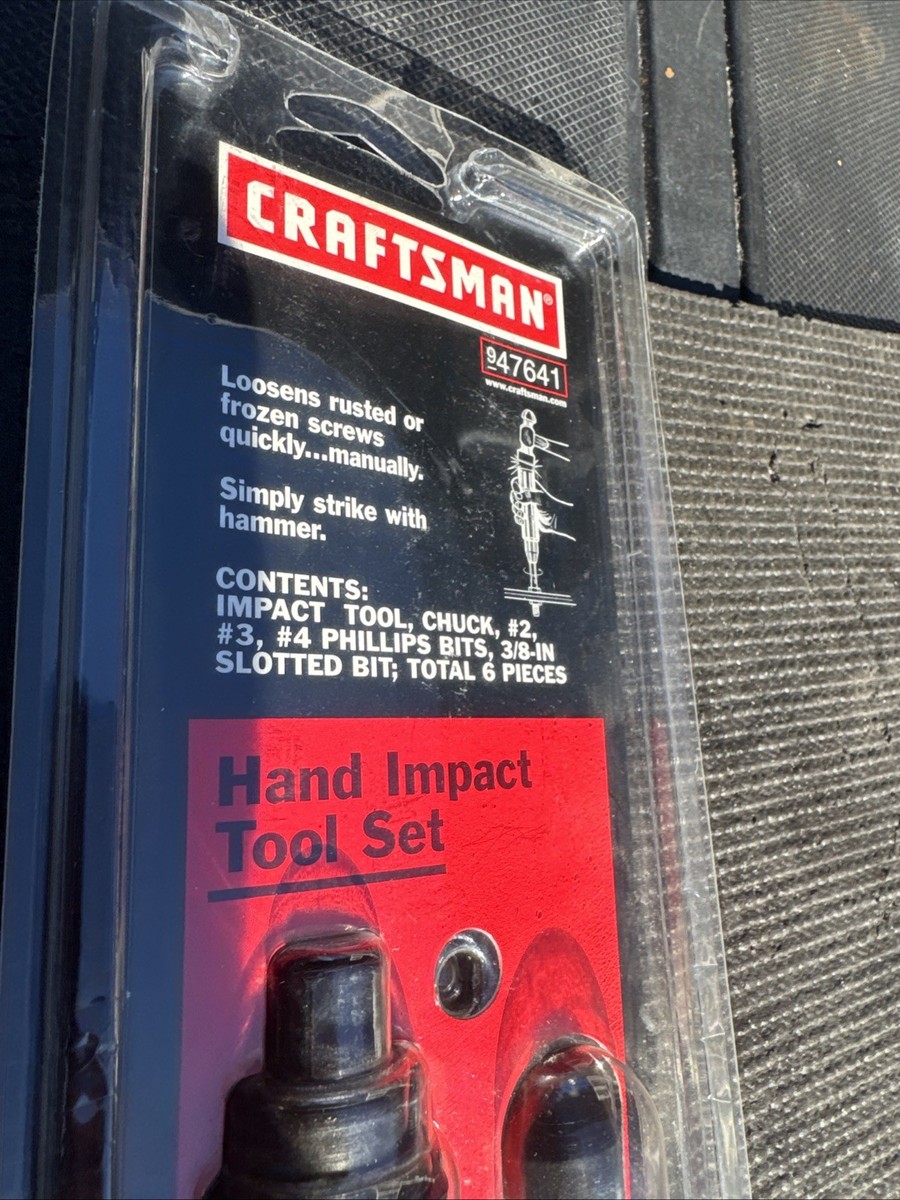 CRAFTSMAN®
947641
www.craftsman.com
Loosens rusted or
frozen screws
quickly...manually.
Simply strike with
hammer.
CONTENTS:
IMPACT TOOL, CHUCK, #2,
#3, #4 PHILLIPS BITS, 3/8-IN
SLOTTED BIT; TOTAL 6 PIECES
Hand Impact
Tool Set